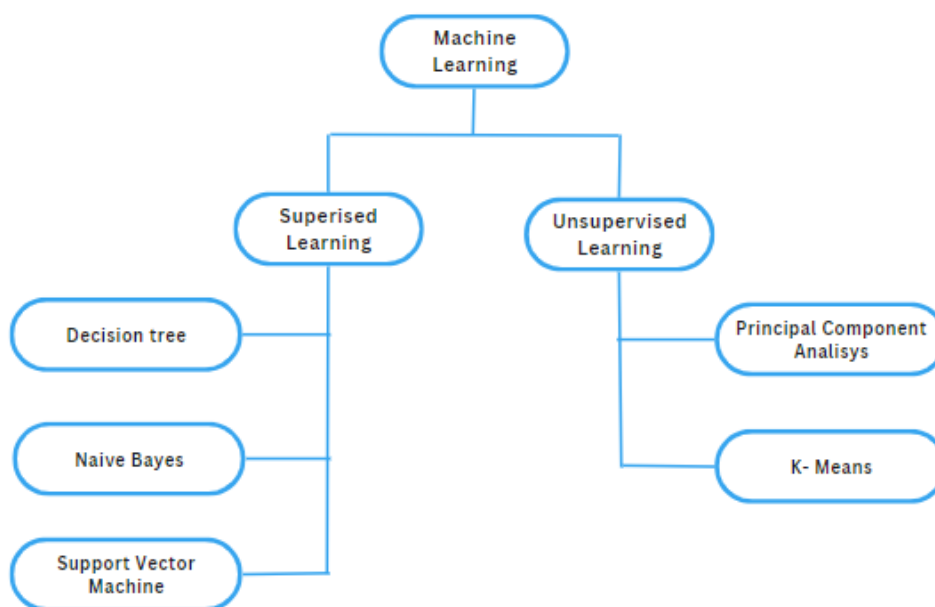 Machine
Learning
Superised
Learning
Unsupervised
Learning
Decision tree
Principal Component
Analisys
Naive Bayes
K- Means
Support Vector
Machine